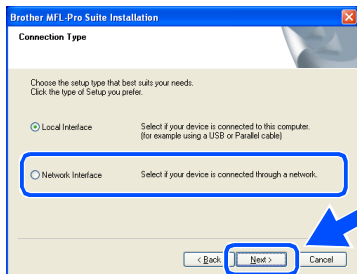 Brother MFL-Pro Suite Installation
Connection Type
Choose the setup type that best suits your needs.
Click the type of Setup you prefer.
Local Interface
Select if your device is connected to this computer.
(for example using a USB or Parallel cable)
Network Interface
Select if your device is connected through a network.
< Back
Next >
Cancel